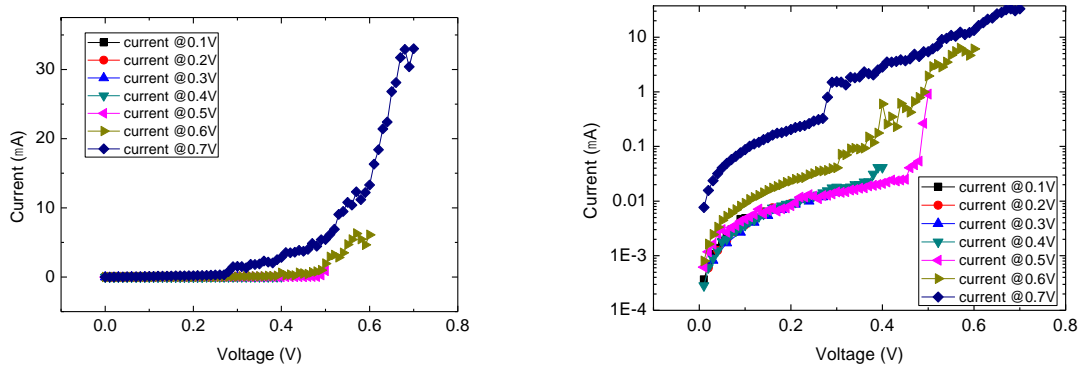 30
20
10
0
Current (mA)
current @0.1V
current @0.2V
current @0.3V
current @0.4V
current @0.5V
current @0.6V
current @0.7V
0.0 0.2 0.4 0.6 0.8
Voltage (V)
10
1
0.1
0.01
1E-3
1E-4
Current (mA)
current @0.1V
current @0.2V
current @0.3V
current @0.4V
current @0.5V
current @0.6V
current @0.7V
0.0 0.2 0.4 0.6 0.8
Voltage (V)